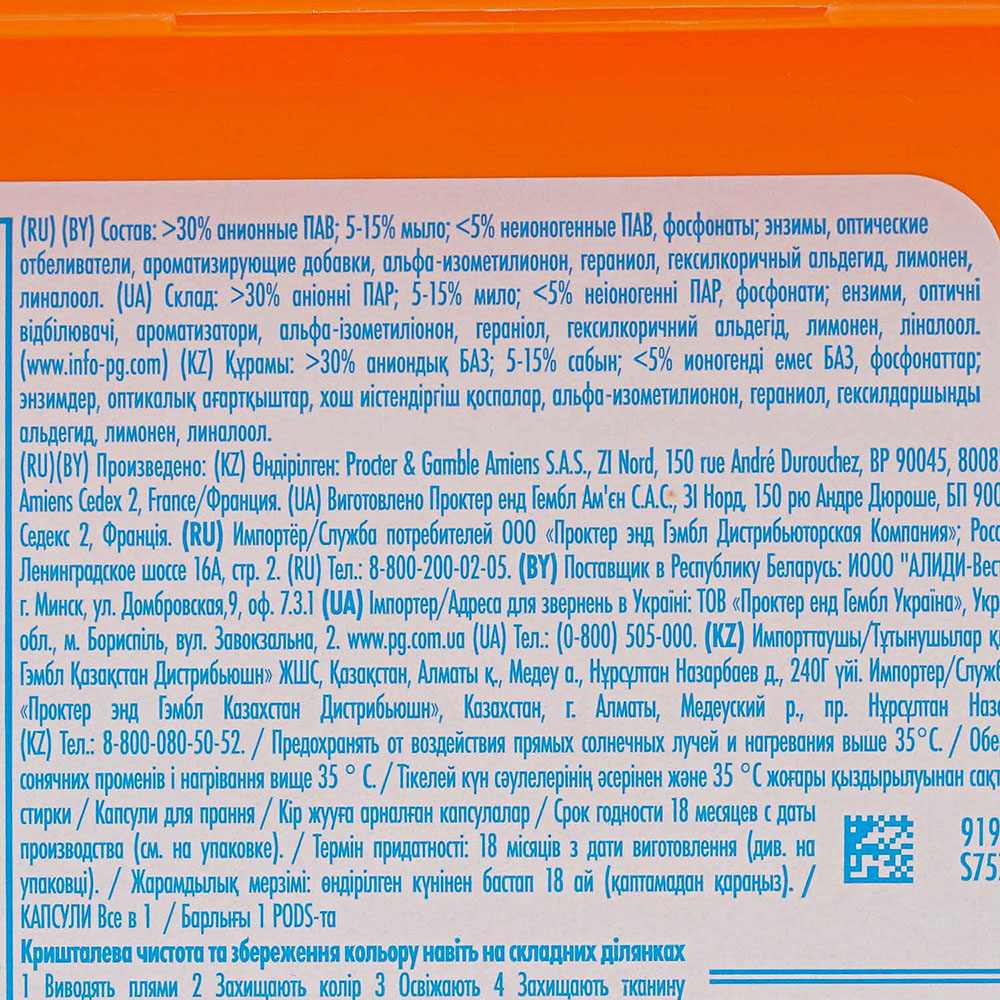 (RU) (BY) Состав: >30% анионные ПАВ; 5-15% мыло; <5% неионогенные ПАВ, фосфонаты; энзимы, оптические
отбеливатели, ароматизирующие добавки, альфа-изометилионон, гераниол, гексилкоричный альдегид, лимонен,
линалоол. (UA) Склад: >30% аніонні ПАР; 5-15% мило; <5% неіоногенні ПАР, фосфонати; ензими, оптичні
відбілювачі, ароматизатори, альфа-ізометиліонон, гераніол, гексилкоричний альдегід, лимонен, ліналоол.
(www.info-pg.com) (KZ) Құрамы: >30% аниондық БАЗ; 5-15% сабын; <5% ионогенді емес БАЗ, фосфонаттар;
энзимдер, оптикалық ағартқыштар, хош иістендіргіш қоспалар, альфа-изометилионон, гераниол, гексилдаршынды
альдегид, лимонен, линалоол.
(RU)(BY) Произведено: (KZ) Өндірілген: Procter & Gamble Amiens S.A.S., ZI Nord, 150 rue André Durouchez, BP 90045, 8008
Amiens Cedex 2, France/Франция. (UA) Виготовлено Проктер енд Гембл Ам'єн С.А.С., ЗІ Норд, 150 рю Андре Дюроше, БП 900
Седекс 2, Франція. (RU) Импортёр/Служба потребителей ООО «Проктер энд Гэмбл Дистрибьюторская Компания»; Росс
Ленинградское шоссе 16А, стр. 2. (RU) Тел.: 8-800-200-02-05. (BY) Поставщик в Республику Беларусь: ИООО "АЛИДИ-Вест
г. Минск, ул. Домбровская,9, оф. 7.3.1 (UA) Імпортер/Адреса для звернень в Україні: ТОВ «Проктер енд Гембл Україна», Укр
обл., м. Бориспіль, вул. Завокзальна, 2. www.pg.com.ua (UA) Тел.: (0-800) 505-000. (KZ) Импорттаушы/Тұтынушылар қ
Гэмбл Қазақстан Дистрибьюшн» ЖШС, Қазақстан, Алматы қ., Медеу а., Нұрсұлтан Назарбаев д., 240Г үйі. Импортер/Служб
«Проктер энд Гэмбл Казахстан Дистрибьюшн», Казахстан, г. Алматы, Медеуский р., пр. Нұрсұлтан Наза
(KZ) Тел.: 8-800-080-50-52. / Предохранять от воздействия прямых солнечных лучей и нагревания выше 35°С. / Обе
сонячних променів і нагрівання вище 35 ° С. / Тікелей күн сәулелерінің әсерінен және 35 °С жоғары қыздырылуынан сақт
стирки / Капсули для прання / Кір жууға арналған капсулалар / Срок годности 18 месяцев с даты
производства (см. на упаковке). / Термін придатності: 18 місяців з дати виготовлення (див. на
упаковці). / Жарамдылық мерзімі: өндірілген күнінен бастап 18 ай (қаптамадан қараңыз). /
КАПСУЛИ Все в 1 / Барлығы 1 PODS-та
919
S75
Кришталева чистота та збереження кольору навіть на складних ділянках
1 Виводять плями 2 Захищають колір 3 Освіжають 4 Захищають тканину